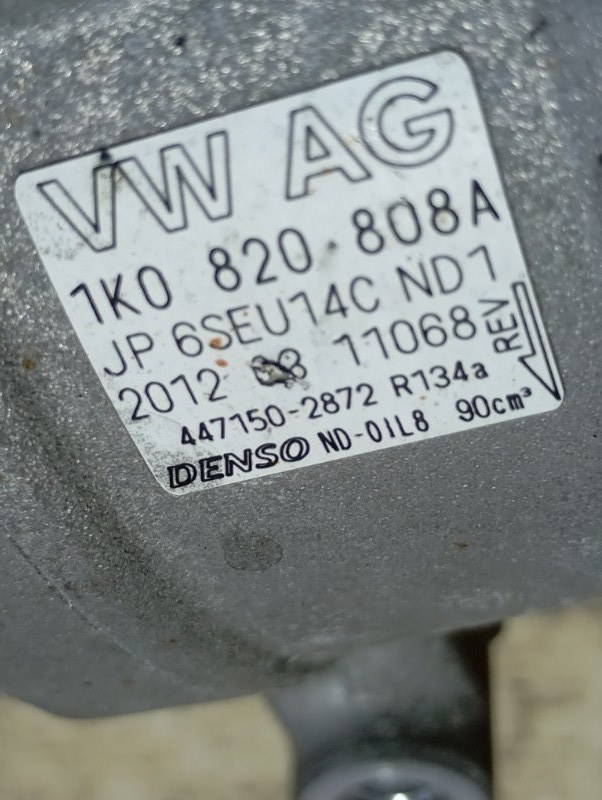 VW AG
1K0 820 808A
JP 6SEU14C ND1
2012 11068 REV
447150-2872 R134a
DENSO ND-OIL8 90cm³